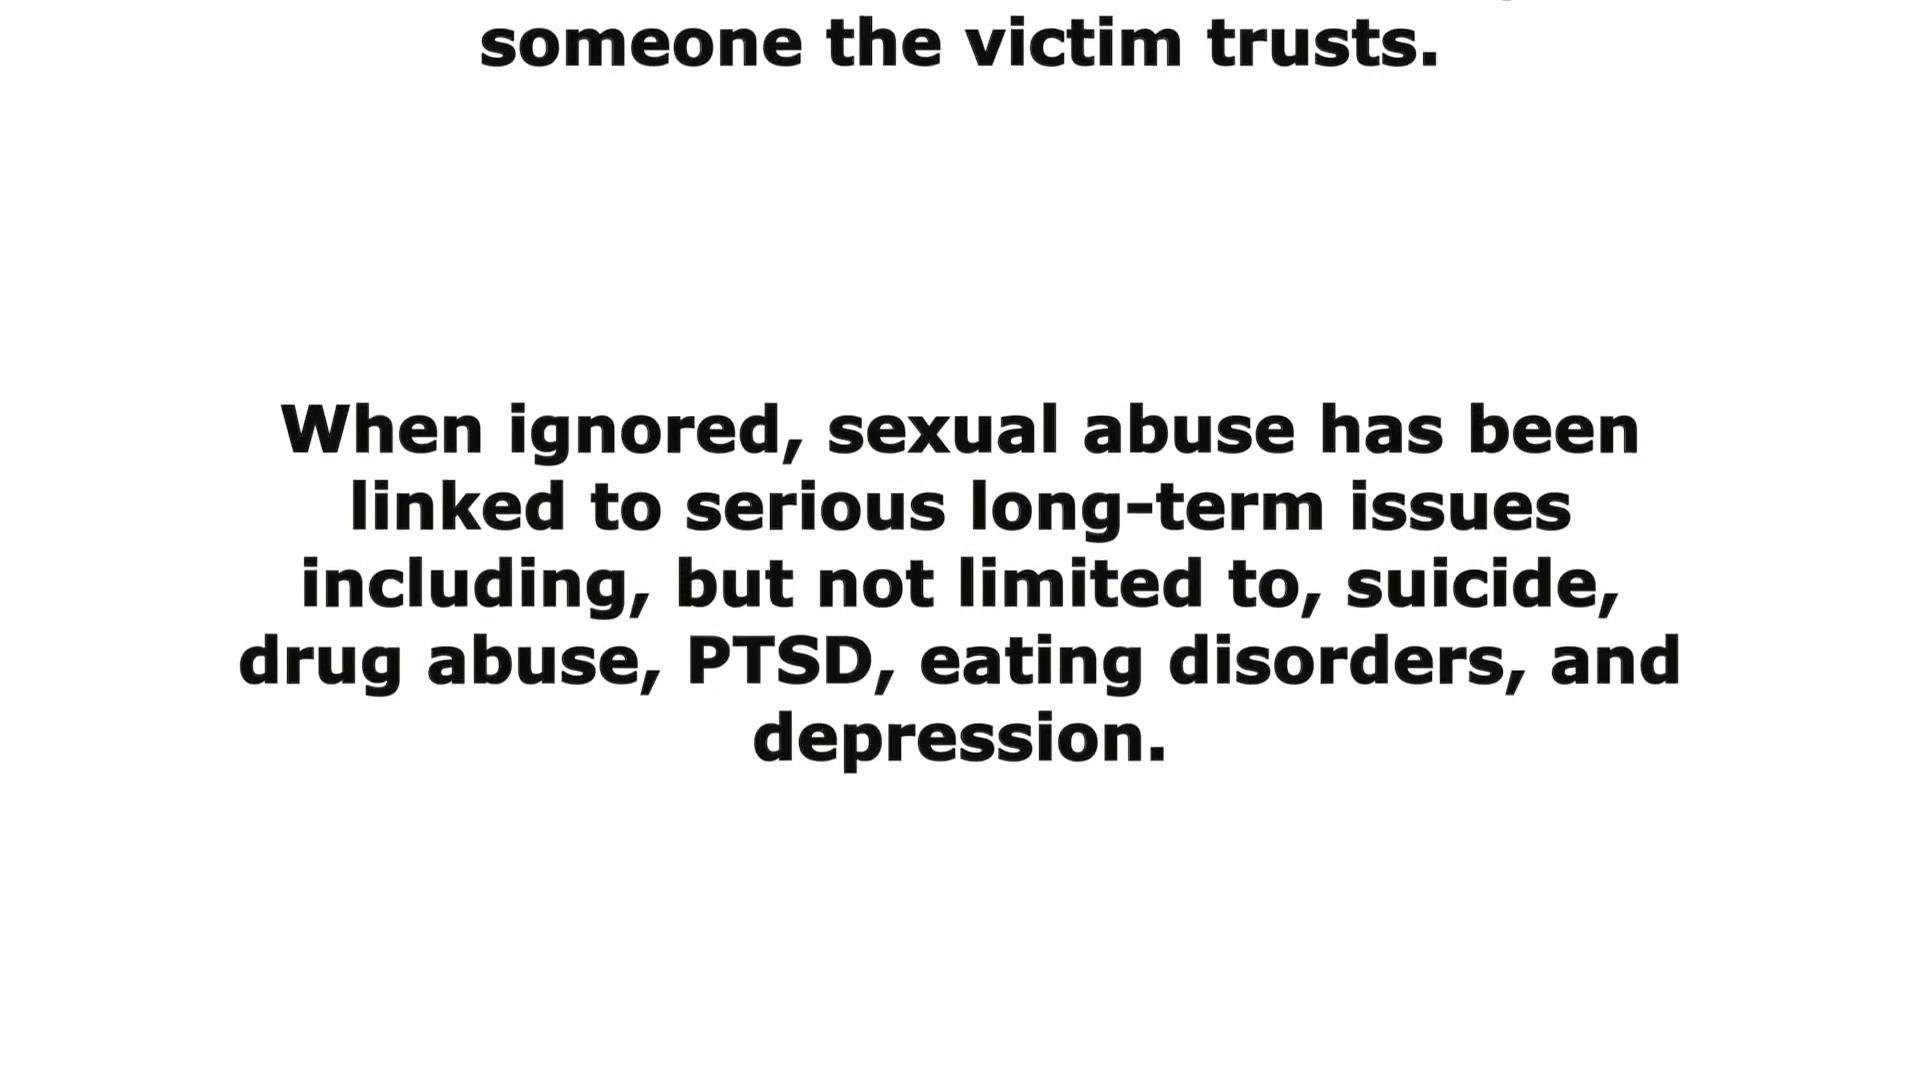 someone the victim trusts.
When ignored, sexual abuse has been
linked to serious long-term issues
including, but not limited to, suicide,
drug abuse, PTSD, eating disorders, and
depression.